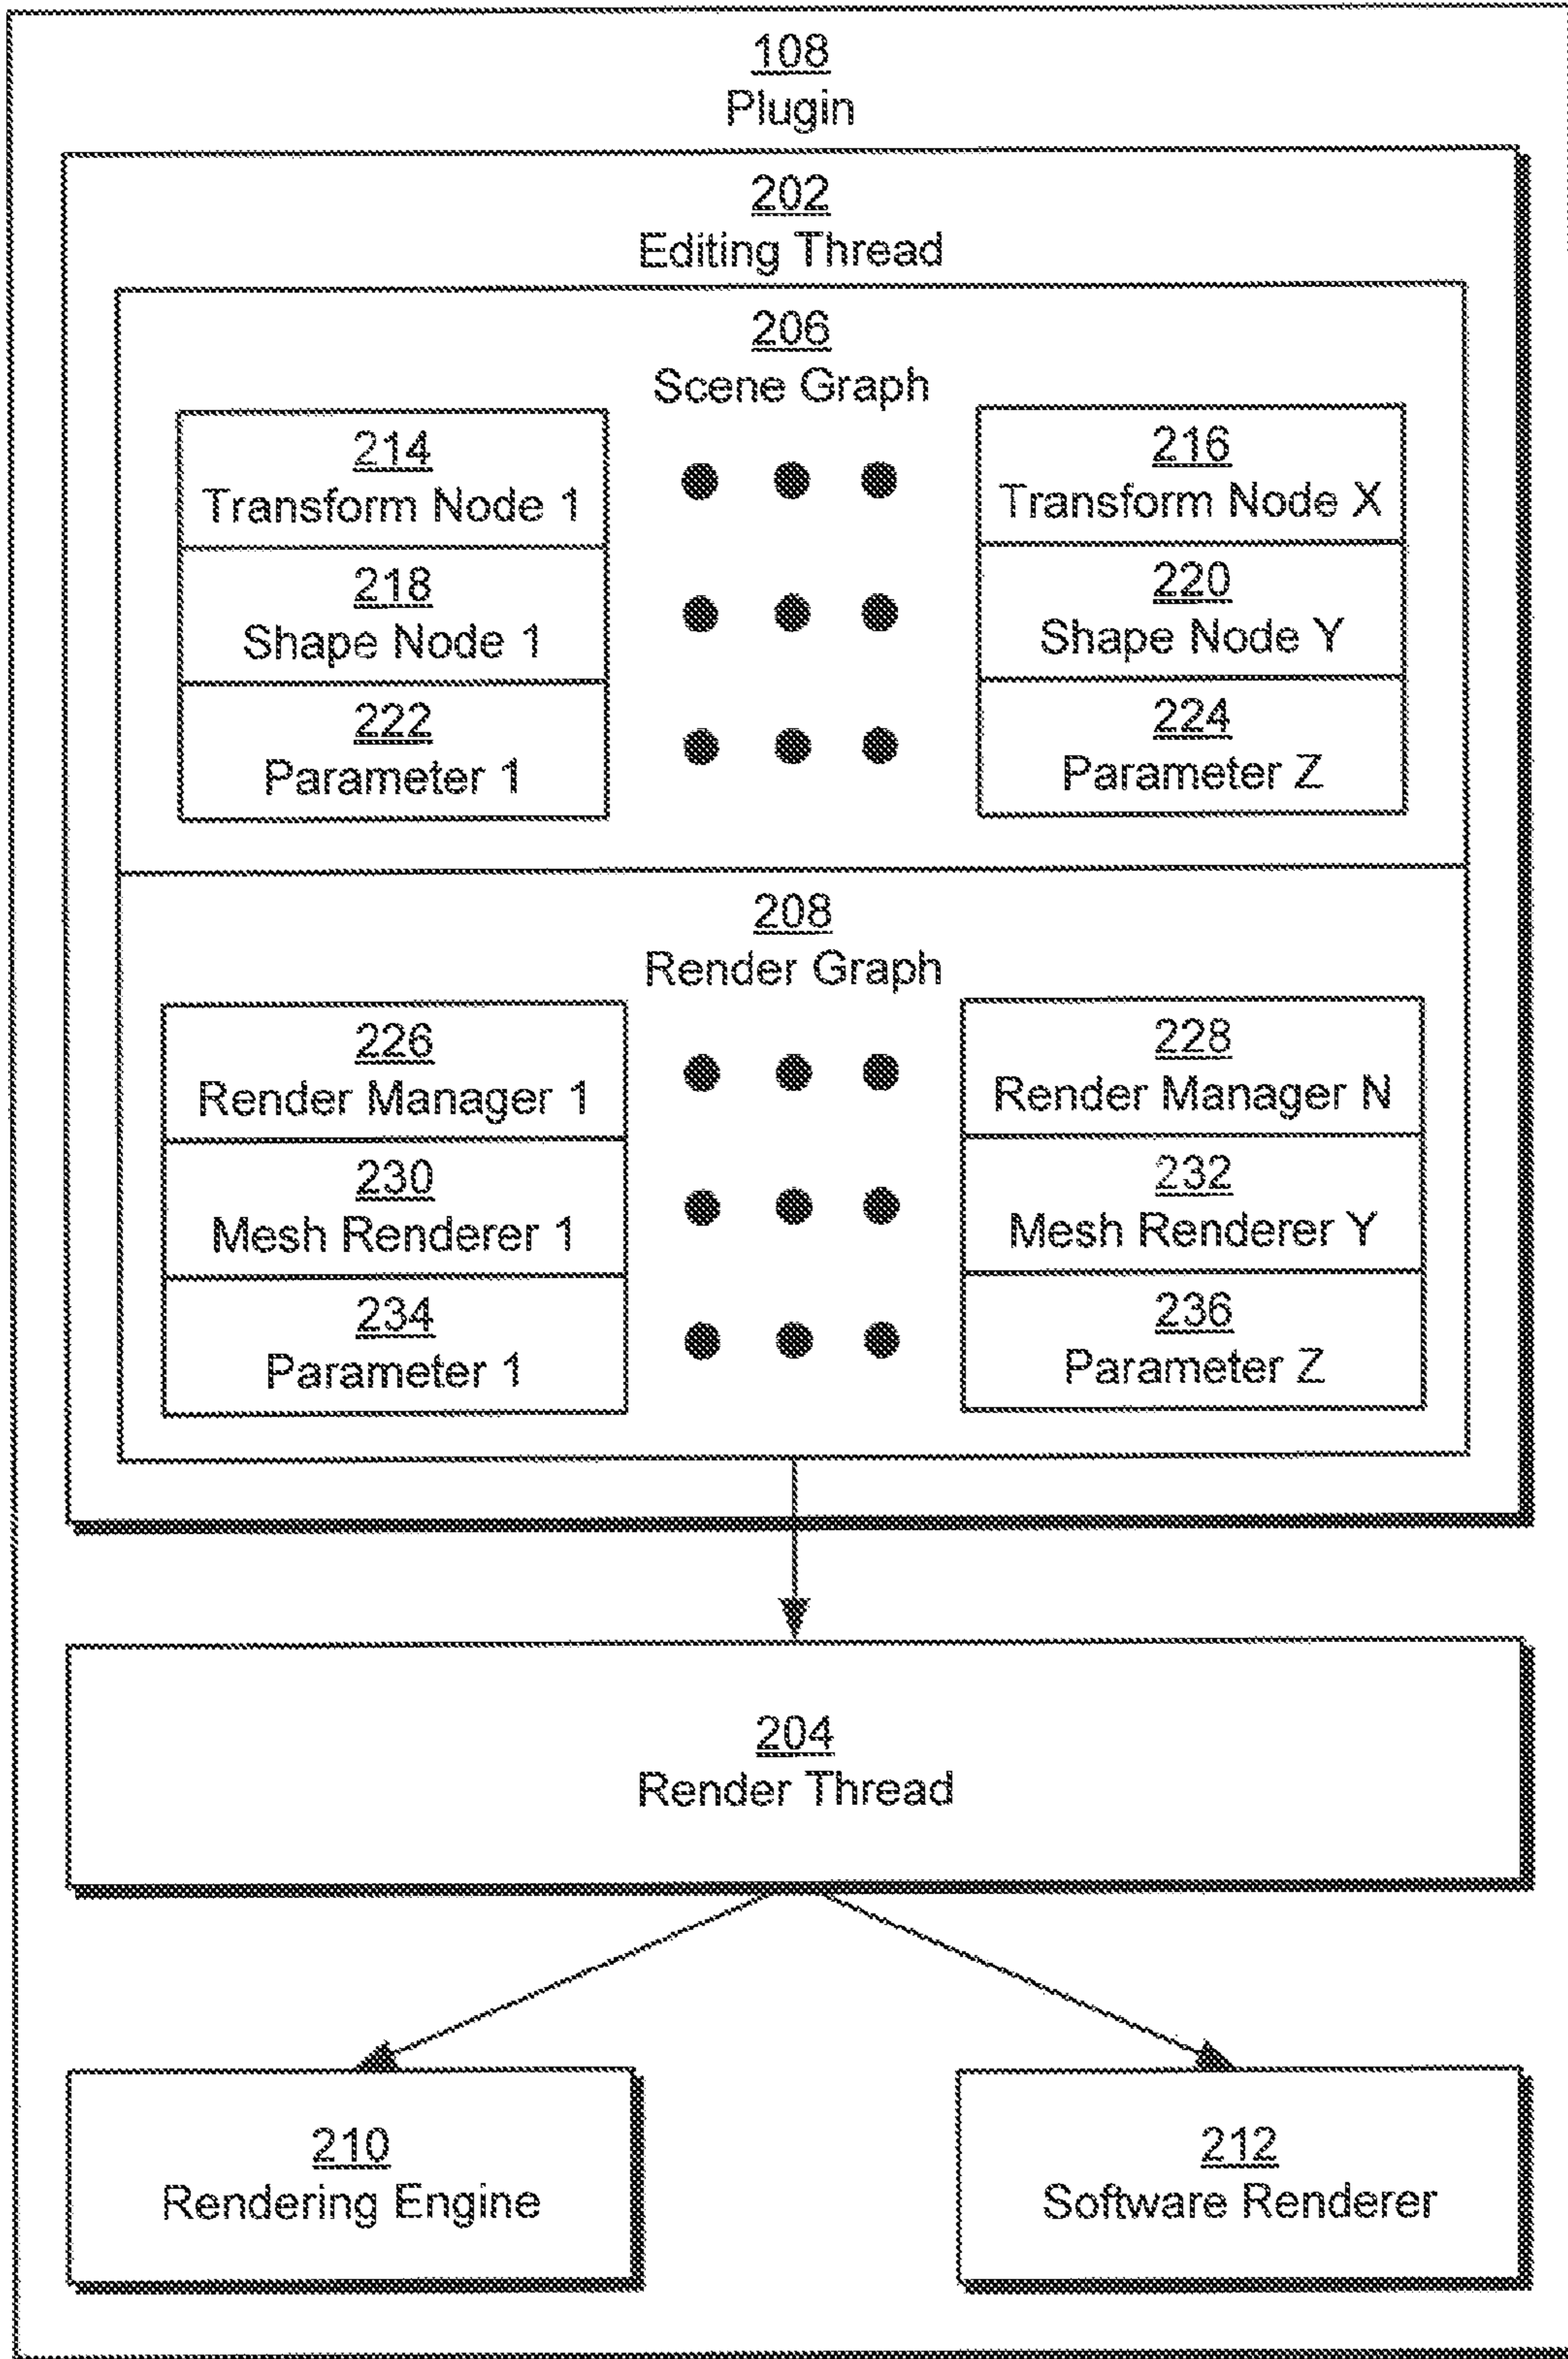 108
Plugin
202
Editing Thread
206
Scene Graph
214
Transform Node 1
218
Shape Node 1
222
Parameter 1
216
Transform Node X
220
Shape Node Y
224
Parameter Z
208
Render Graph
226
Render Manager 1
230
Mesh Renderer 1
234
Parameter 1
228
Render Manager N
232
Mesh Renderer Y
236
Parameter Z
204
Render Thread
210
Rendering Engine
212
Software Renderer